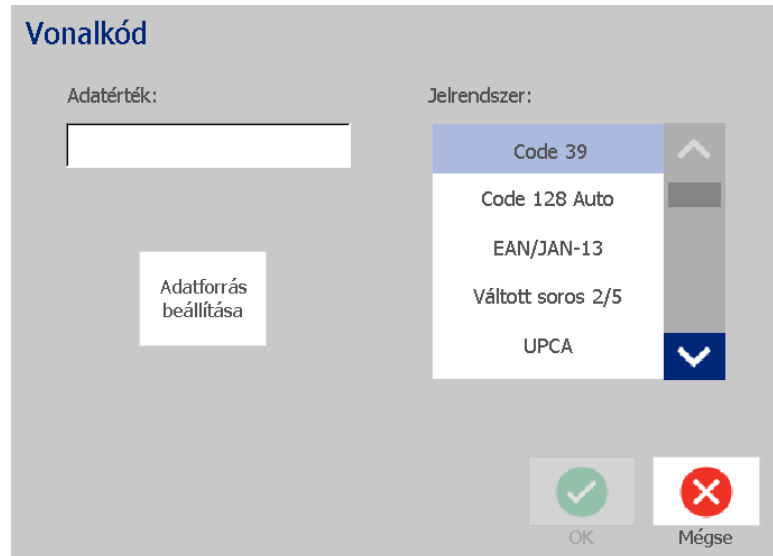 Vonalkód
Adatérték:
Jelrendszer:
Code 39
Code 128 Auto
EAN/JAN-13
Váltott soros 2/5
UPCA
Adatforrás
beállítása
OK
Mégse